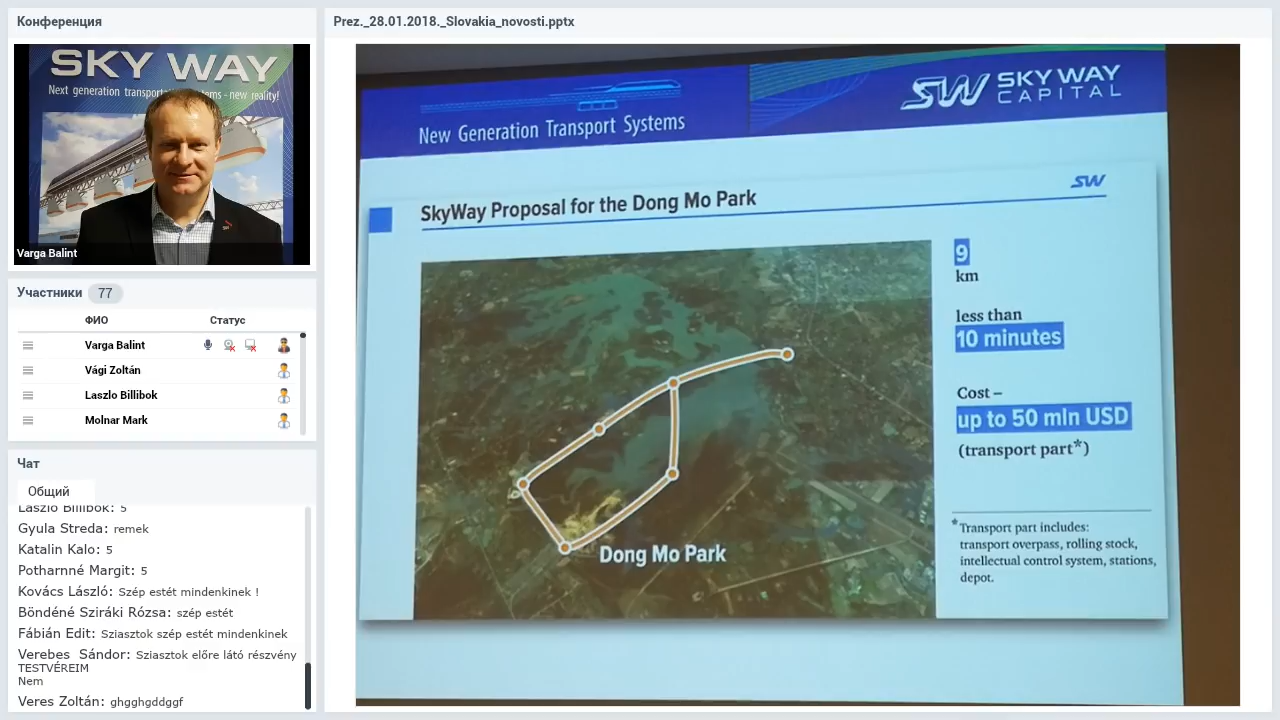 Конференция
SKY WAY
Next generation
new reality!
Varga Balint
Участники 77
ФИО Статус
Varga Balint
Vági Zoltán
Laszlo Billibok
Molnar Mark
Чат
Общий
Laszlo Billibok: 5
Gyula Streda: remek
Katalin Kalo: 5
Potharnné Margit: 5
Kovács László: Szép estét mindenkinek !
Böndéné Sziráki Rózsa: szép estét
Fábián Edit: Sziasztok szép estét mindenkinek
Verebes Sándor: Sziasztok előre látó részvény
TESTVÉREIM
Nem
Veres Zoltán: ghgghgddggf
Prez._28.01.2018._Slovakia_novosti.pptx
New Generation Transport Systems
SW SKY WAY
CAPITAL
SW
SkyWay Proposal for the Dong Mo Park
Dong Mo Park
9
km
less than
10 minutes
Cost –
up to 50 mln USD
(transport part*)
* Transport part includes:
transport overpass, rolling stock,
intellectual control system, stations,
depot.